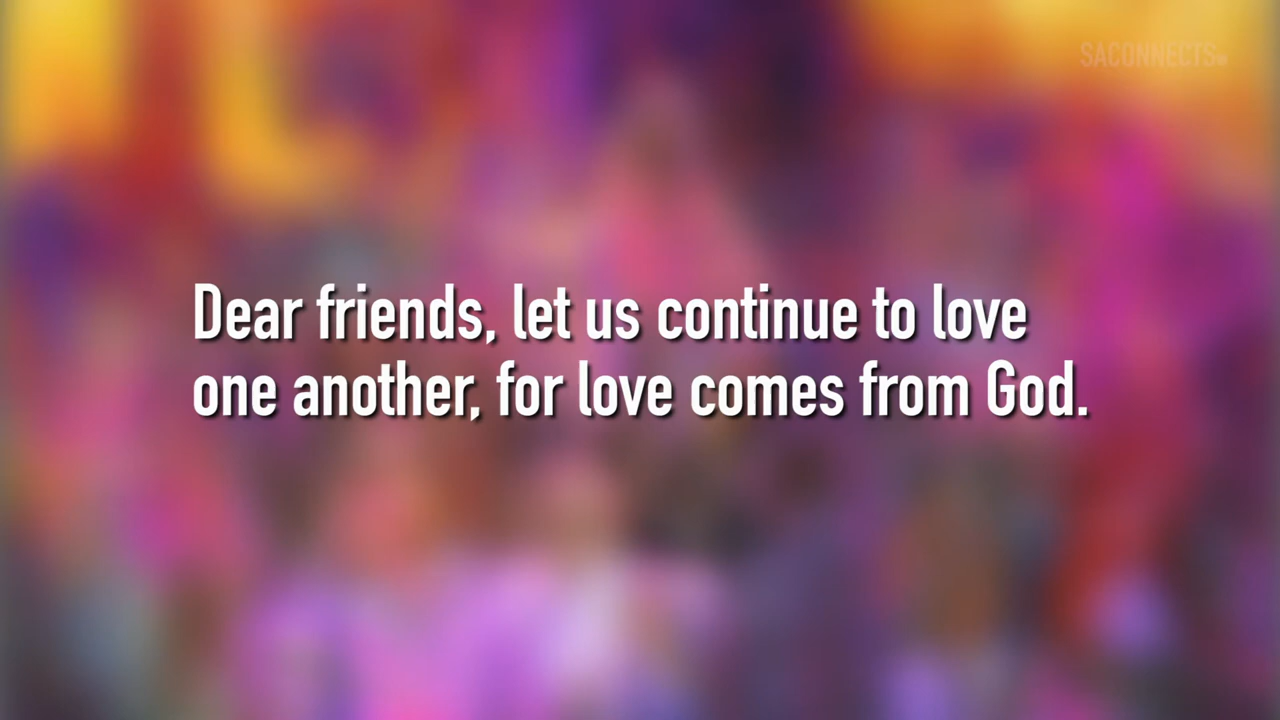 SACONNECTS
Dear friends, let us continue to love
one another, for love comes from God.